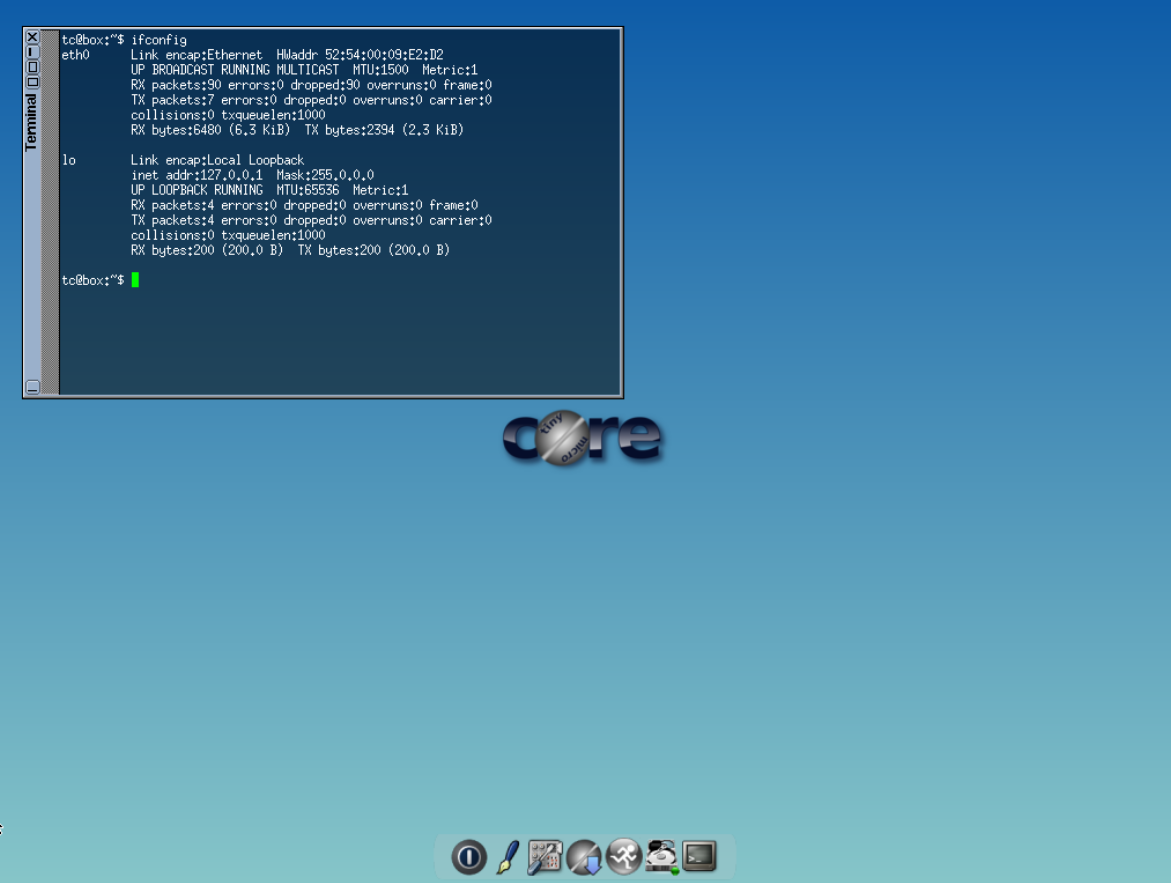 tc@box:~$ ifconfig
eth0 Link encap:Ethernet HWaddr 52:54:00:09:E2:D2
UP BROADCAST RUNNING MULTICAST MTU:1500 Metric:1
RX packets:90 errors:0 dropped:90 overruns:0 frame:0
TX packets:7 errors:0 dropped:0 overruns:0 carrier:0
collisions:0 txqueuelen:1000
RX bytes:6480 (6.3 KiB) TX bytes:2394 (2.3 KiB)
lo Link encap:Local Loopback
inet addr:127.0.0.1 Mask:255.0.0.0
UP LOOPBACK RUNNING MTU:65536 Metric:1
RX packets:4 errors:0 dropped:0 overruns:0 frame:0
TX packets:4 errors:0 dropped:0 overruns:0 carrier:0
collisions:0 txqueuelen:1000
RX bytes:200 (200.0 B) TX bytes:200 (200.0 B)
tc@box:~$
Terminal
core
tiny
micro